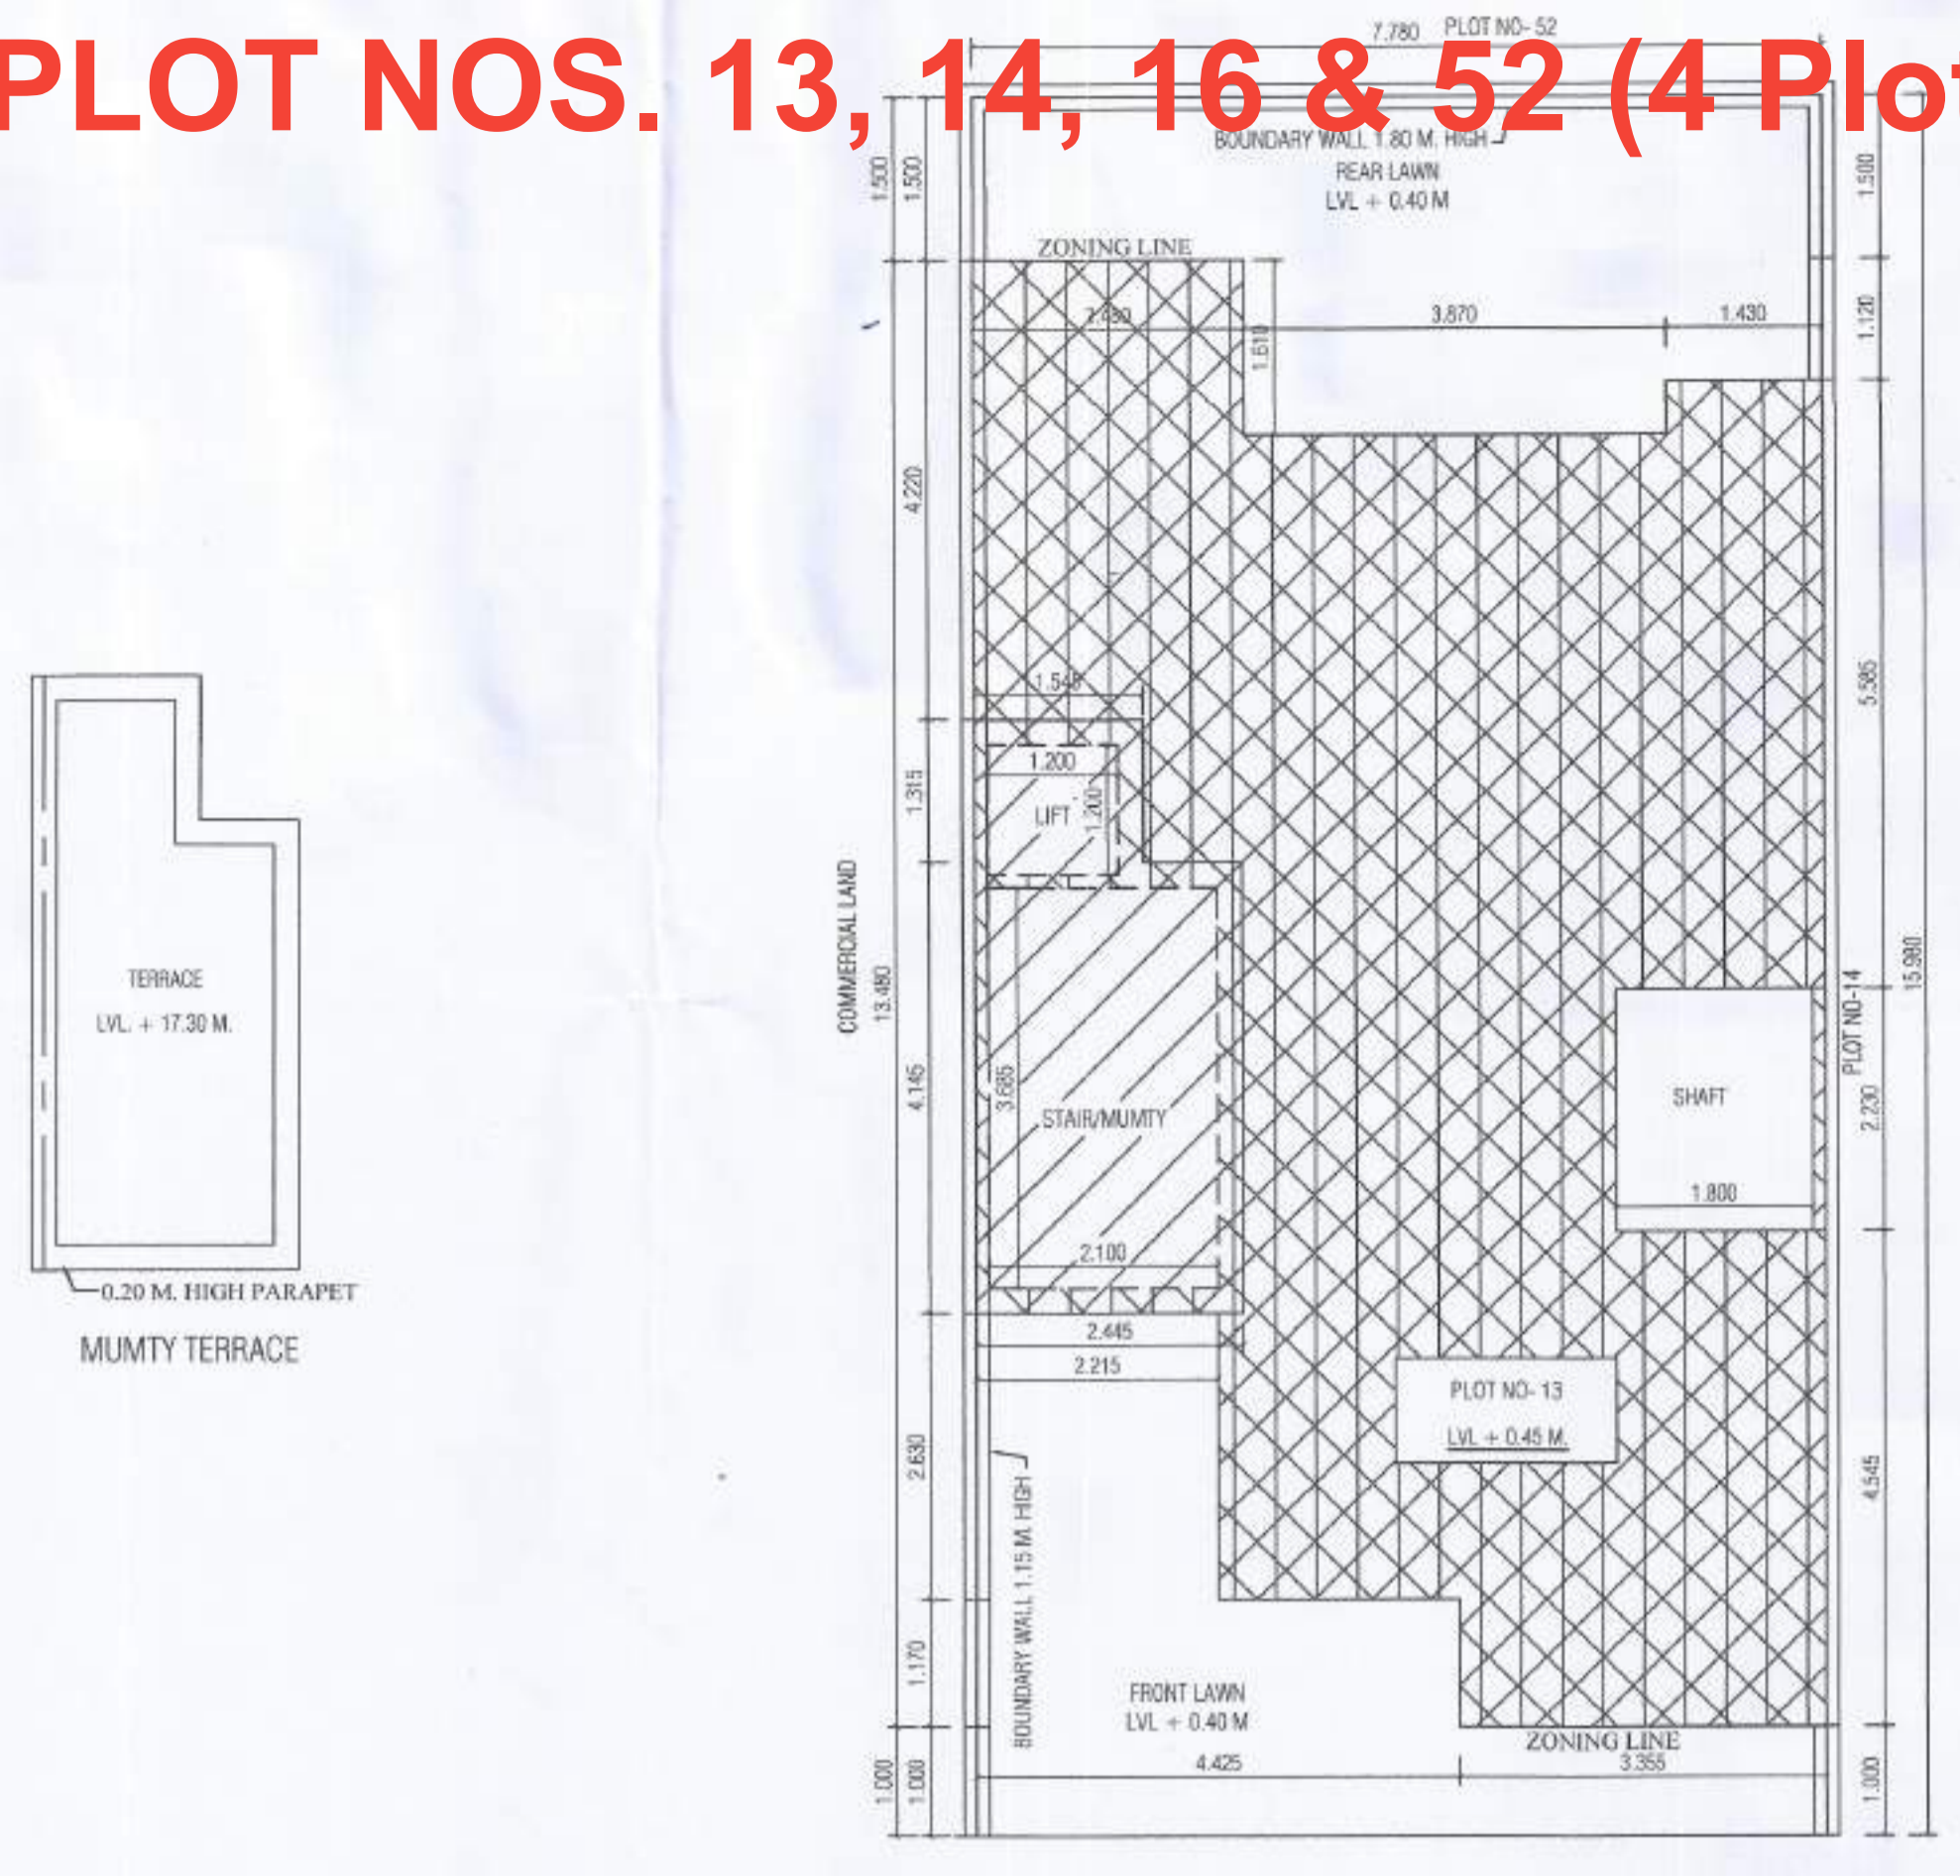 PLOT NOS. 13, 14, 16 & 52 (4 Plot
7.780
PLOT NO- 52
BOUNDARY WALL 1.80 M. HIGH
REAR LAWN
LVL + 0.40 M
1.500
1.500
1.500
ZONING LINE
2.480
3.870
1.430
1.610
1.120
4.220
5.585
1.545
1.200
LIFT
1.200
1.315
COMMERCIAL LAND
13.480
15.980
PLOT NO-14
TERRACE
LVL. + 17.30 M.
4.145
3.685
STAIR/MUMTY
SHAFT
2.230
1.800
2.100
0.20 M. HIGH PARAPET
MUMTY TERRACE
2.445
2.215
PLOT NO- 13
LVL + 0.45 M.
2.630
BOUNDARY WALL 1.15 M. HIGH
4.545
1.170
FRONT LAWN
LVL + 0.40 M
ZONING LINE
4.425
3.355
1.000
1.000
1.000